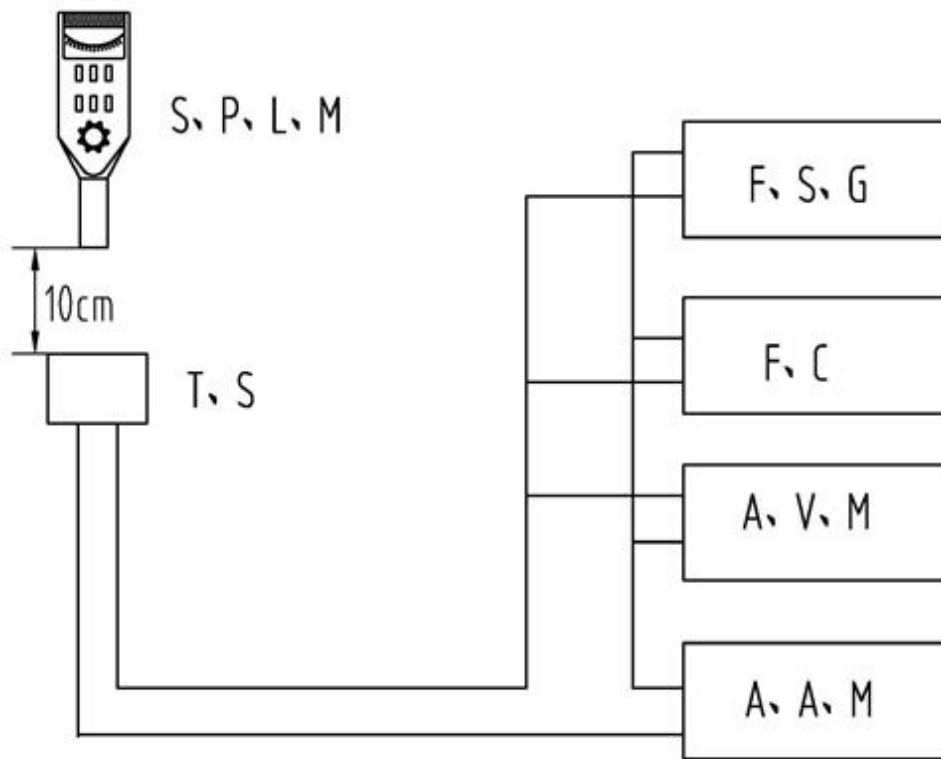 S、P、L、M
F、S、G
10cm
F、C
T、S
A、V、M
A、A、M